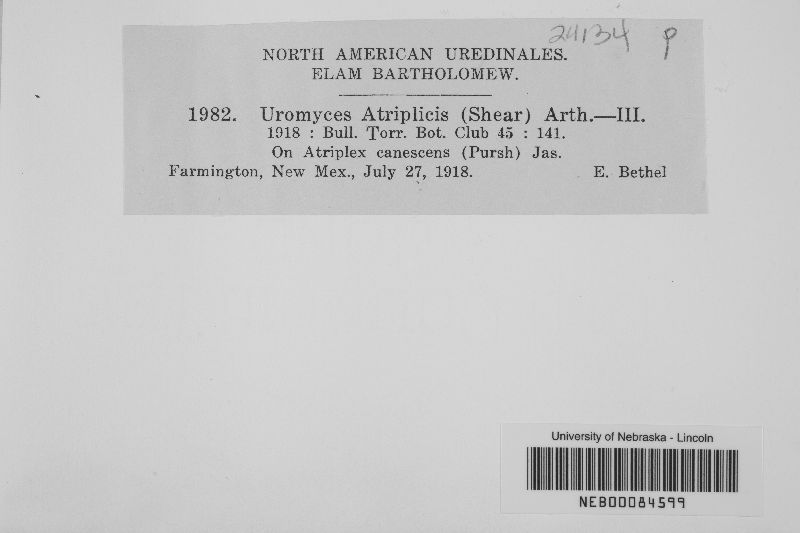 24134 P
NORTH AMERICAN UREDINALES.
ELAM BARTHOLOMEW.
1982. Uromyces Atriplicis (Shear) Arth.—III.
1918 : Bull. Torr. Bot. Club 45 : 141.
On Atriplex canescens (Pursh) Jas.
Farmington, New Mex., July 27, 1918. E. Bethel
University of Nebraska - Lincoln
NEB00084599